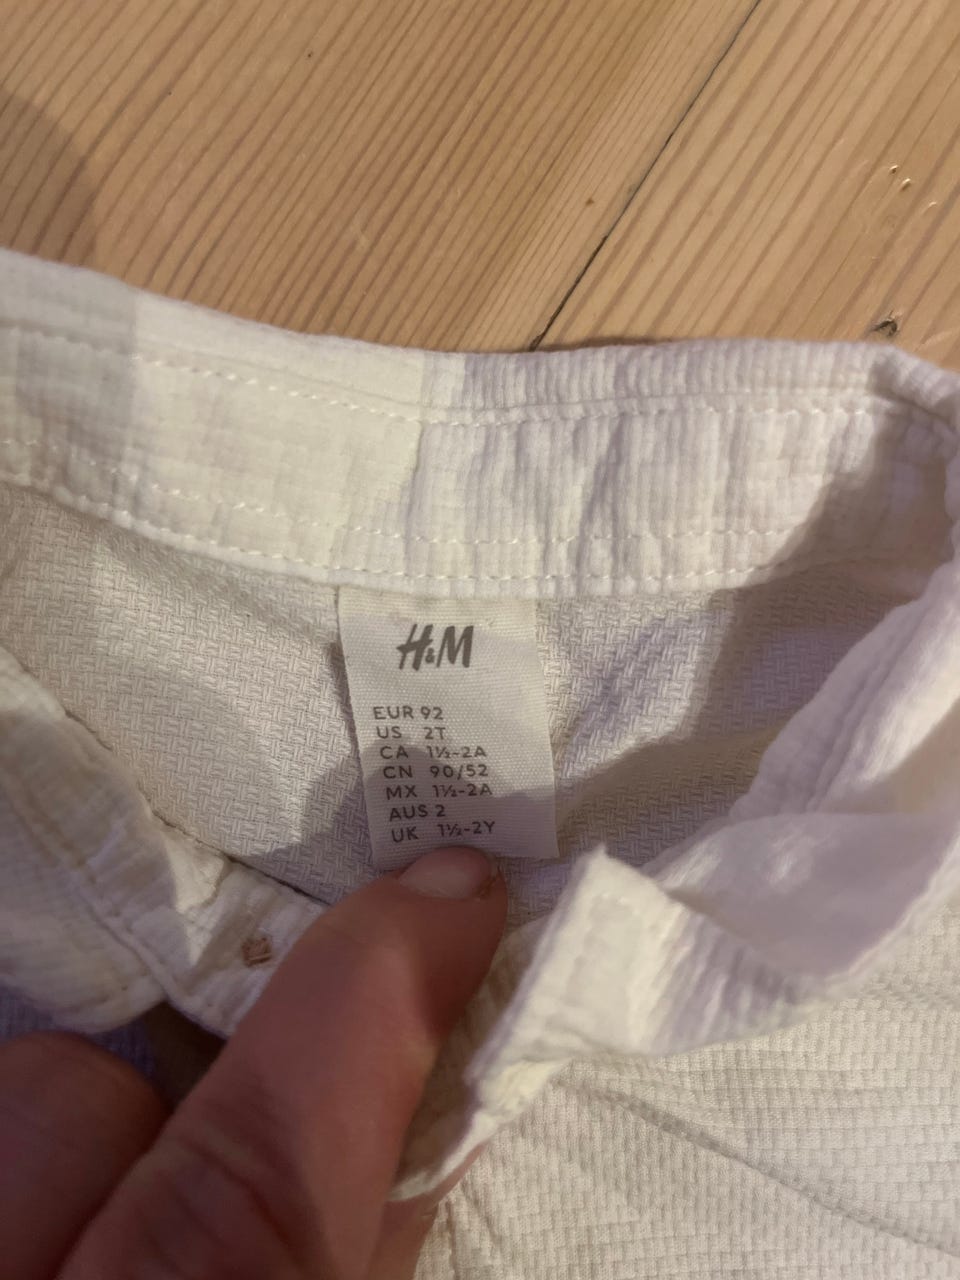 H&M
EUR 92
US 2T
CA 1½-2A
CN 90/52
MX 1½-2A
AUS 2
UK 1½-2Y